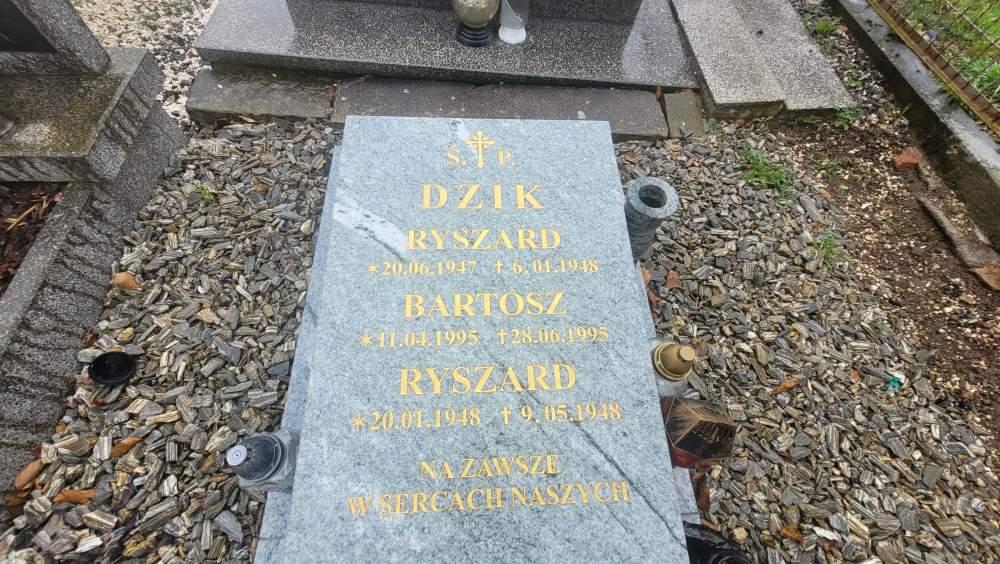 Ś. P.
DZIK
RYSZARD
*20.06.1947 †6.01.1948
BARTOSZ
*11.04.1995 †28.06.1995
RYSZARD
*20.01.1948 †9.05.1948
NA ZAWSZE
W SERCACH NASZYCH